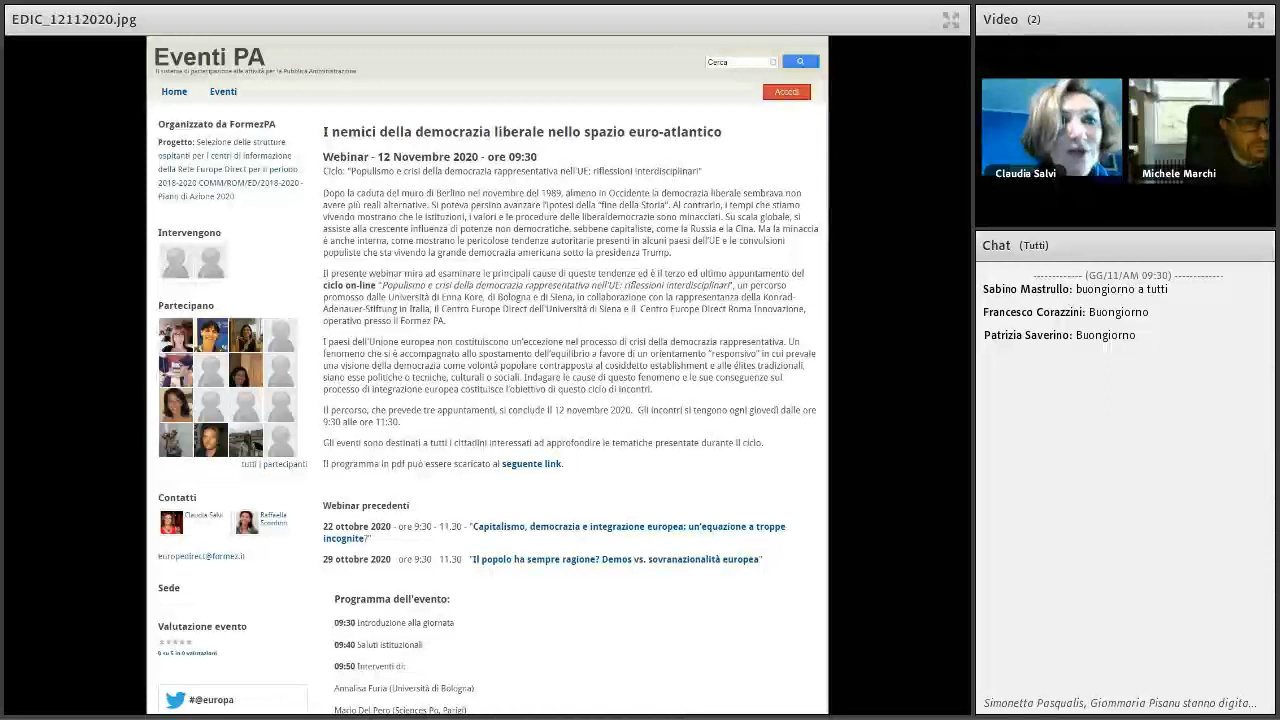 EDIC_12112020.jpg
Eventi PA
Il sistema di partecipazione alle attività per la Pubblica Amministrazione
Cerca
Home
Eventi
Accedi
Organizzato da FormezPA
Progetto: Selezione delle strutture
ospitanti per i centri di informazione
della Rete Europe Direct per il periodo
2018-2020 COMM/ROM/ED/2018-2020 -
Piano di Azione 2020
Intervengono
Partecipano
tutti i partecipanti
Contatti
Claudia Salvi
Raffaella
europedirect@formez.it
Sede
Valutazione evento
0 su 5 in 0 valutazioni
#@europa
I nemici della democrazia liberale nello spazio euro-atlantico
Webinar - 12 Novembre 2020 - ore 09:30
Ciclo: "Populismo e crisi della democrazia rappresentativa nell'UE: riflessioni interdisciplinari"
Dopo la caduta del muro di Berlino nel novembre del 1989, almeno in Occidente la democrazia liberale sembrava non
avere più reali alternative. Si poteva persino avanzare l'ipotesi della "fine della Storia". Al contrario, i tempi che stiamo
vivendo mostrano che le istituzioni, i valori e le procedure delle liberaldemocrazie sono minacciati. Su scala globale, si
assiste alla crescente influenza di potenze non democratiche, sebbene capitaliste, come la Russia e la Cina. Ma la minaccia
è anche interna, come mostrano le pericolose tendenze autoritarie presenti in alcuni paesi dell'UE e le convulsioni
populiste che sta vivendo la grande democrazia americana sotto la presidenza Trump.
Il presente webinar mira ad esaminare le principali cause di queste tendenze ed è il terzo ed ultimo appuntamento del
ciclo on-line "Populismo e crisi della democrazia rappresentativa nell'UE: riflessioni interdisciplinari", un percorso
promosso dalle Università di Enna Kore, di Bologna e di Siena, in collaborazione con la rappresentanza della Konrad-
Adenauer-Stiftung in Italia, il Centro Europe Direct dell'Università di Siena e il Centro Europe Direct Roma Innovazione,
operativo presso il Formez PA.
I paesi dell'Unione europea non costituiscono un'eccezione nel processo di crisi della democrazia rappresentativa. Un
fenomeno che si è accompagnato allo spostamento dell'equilibrio a favore di un orientamento "responsivo" in cui prevale
una visione della democrazia come volontà popolare contrapposta al cosiddetto establishment e alle élites tradizionali,
siano esse politiche o tecniche, culturali o sociali. Indagare le cause di questo fenomeno e le sue conseguenze sul
processo di integrazione europea costituisce l'obiettivo di questo ciclo di incontri.
Il percorso, che prevede tre appuntamenti, si conclude il 12 novembre 2020. Gli incontri si tengono ogni giovedì dalle ore
9:30 alle ore 11:30.
Gli eventi sono destinati a tutti i cittadini interessati ad approfondire le tematiche presentate durante il ciclo.
Il programma in pdf può essere scaricato al seguente link.
Webinar precedenti
22 ottobre 2020 - ore 9:30 - 11.30 - "Capitalismo, democrazia e integrazione europea: un'equazione a troppe
incognite?"
29 ottobre 2020 ore 9:30 11.30 "Il popolo ha sempre ragione? Demos vs. sovranazionalità europea"
Programma dell'evento:
09:30 Introduzione alla giornata
09:40 Saluti istituzionali
09:50 Interventi di:
Annalisa Furia (Università di Bologna)
Mario Del Pero (Sciences Po, Parigi)
Video (2)
Claudia Salvi
Michele Marchi
Chat (Tutti)
------------- (GG/11/AM 09:30) -------------
Sabino Mastrullo: buongiorno a tutti
Francesco Corazzini: Buongiorno
Patrizia Saverino: Buongiorno
Simonetta Pasqualis, Giommaria Pisanu stanno digita...